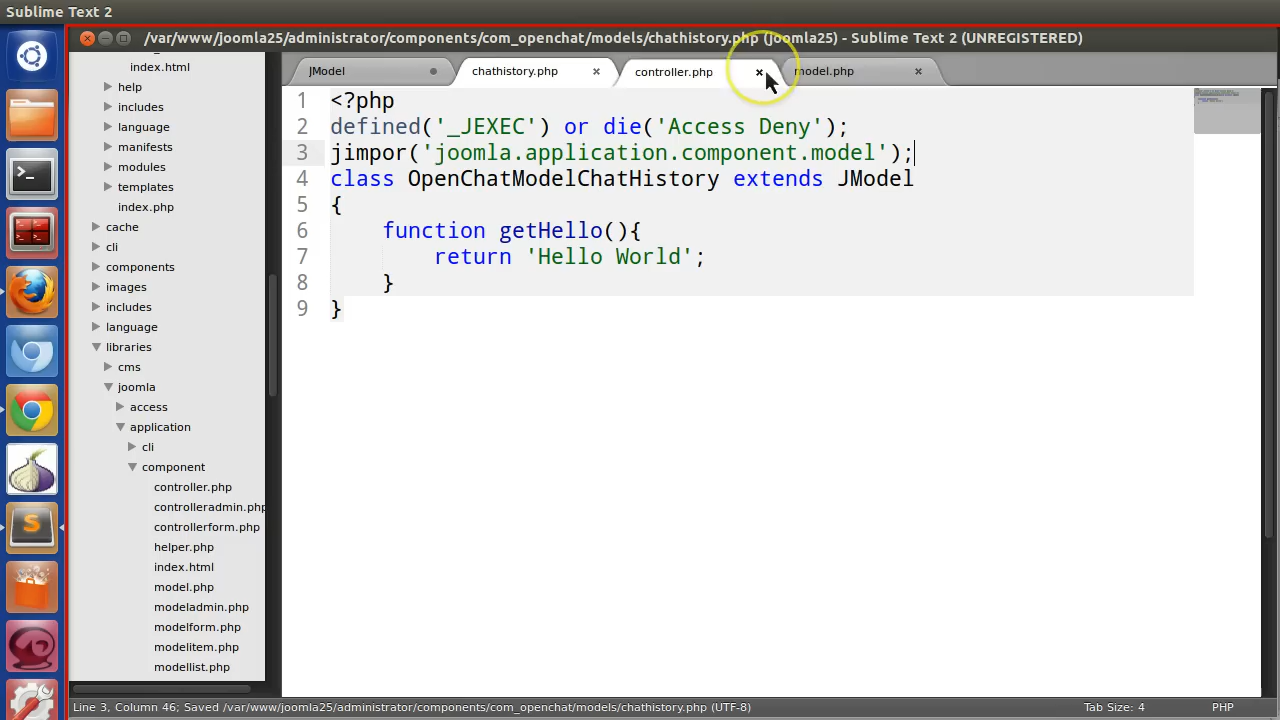 Sublime Text 2
/var/www/joomla25/administrator/components/com_openchat/models/chathistory.php (joomla25) - Sublime Text 2 (UNREGISTERED)
JModel
chathistory.php
controller.php
model.php
index.html
help
includes
language
manifests
modules
templates
index.php
cache
cli
components
images
includes
language
libraries
cms
joomla
access
application
cli
component
controller.php
controlleradmin.php
controllerform.php
helper.php
index.html
model.php
modeladmin.php
modelform.php
modelitem.php
modellist.php
1 <?php
2 defined('_JEXEC') or die('Access Deny');
3 jimpor('joomla.application.component.model');
4 class OpenChatModelChatHistory extends JModel
5 {
6 function getHello(){
7 return 'Hello World';
8 }
9 }
Line 3, Column 46; Saved /var/www/joomla25/administrator/components/com_openchat/models/chathistory.php (UTF-8)
Tab Size: 4
PHP